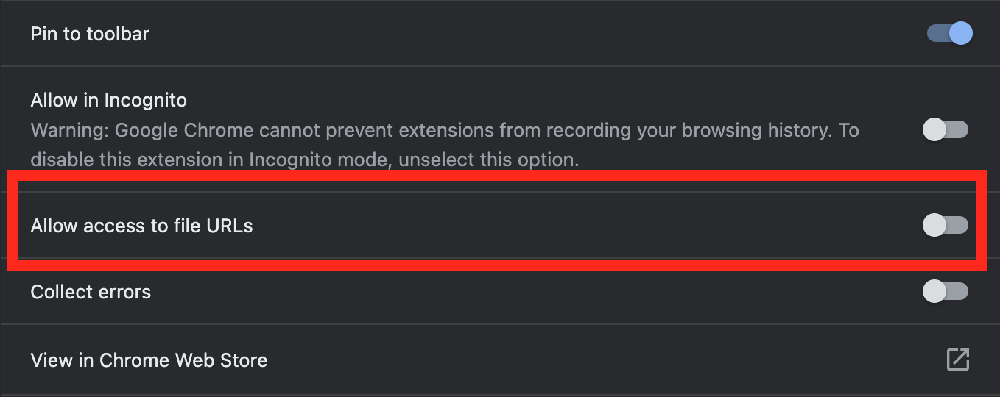 Pin to toolbar
Allow in Incognito
Warning: Google Chrome cannot prevent extensions from recording your browsing history. To
disable this extension in Incognito mode, unselect this option.
Allow access to file URLs
Collect errors
View in Chrome Web Store